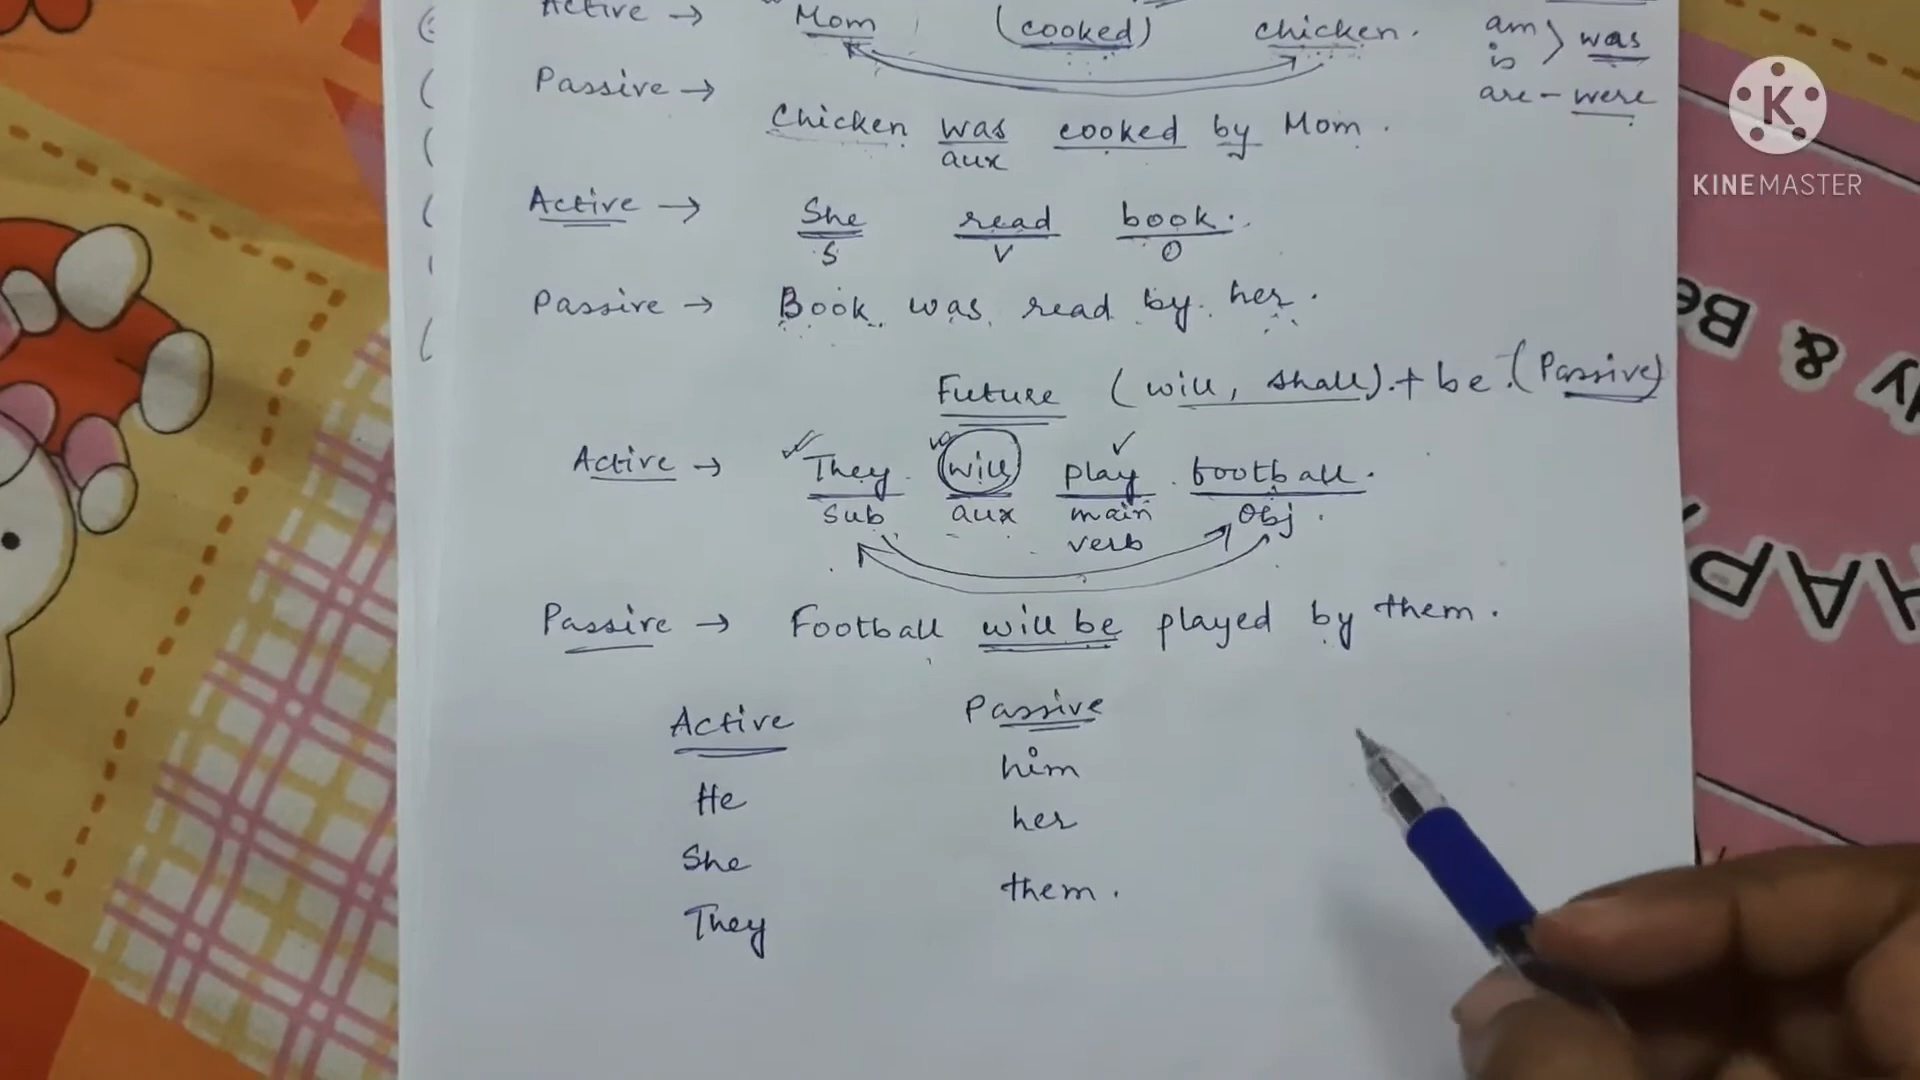 Active → Mom (cooked) chicken.
am
is > was
are - were
Passive →
Chicken was cooked by Mom.
aux
Active → She read book.
S V O
Passive → Book was read by her.
Future (will, shall) + be (Passive)
Active → They will play football.
sub aux main verb obj.
Passive → Football will be played by them.
Active Passive
He him
She her
They them.
K
KINEMASTER